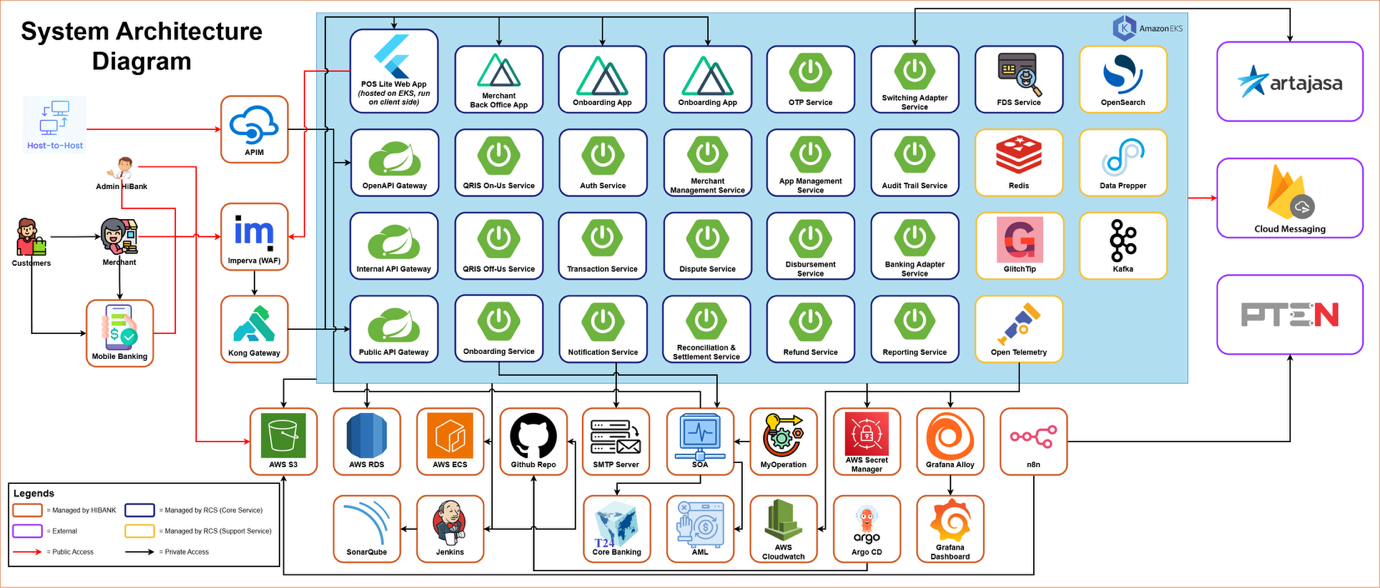 System Architecture
Diagram
Amazon EKS
Host-to-Host
APIM
Admin HiBank
Customers
Merchant
Mobile Banking
im
Imperva (WAF)
Kong Gateway
POS Lite Web App
(hosted on EKS, run
on client side)
Merchant
Back Office App
Onboarding App
Onboarding App
OTP Service
Switching Adapter
Service
FDS Service
OpenSearch
OpenAPI Gateway
QRIS On-Us Service
Auth Service
Merchant
Management Service
App Management
Service
Audit Trail Service
Redis
Data Prepper
Internal API Gateway
QRIS Off-Us Service
Transaction Service
Dispute Service
Disbursement
Service
Banking Adapter
Service
G
GlitchTip
Kafka
Public API Gateway
Onboarding Service
Notification Service
Reconciliation &
Settlement Service
Refund Service
Reporting Service
Open Telemetry
artajasa
Cloud Messaging
PTEN
AWS S3
AWS RDS
AWS ECS
Github Repo
SMTP Server
SOA
MyOperation
AWS Secret
Manager
Grafana Alloy
n8n
SonarQube
Jenkins
T24
Core Banking
AML
AWS
Cloudwatch
argo
Argo CD
Grafana
Dashboard
Legends
= Managed by HIBANK
= Managed by RCS (Core Service)
= External
= Managed by RCS (Support Service)
= Public Access
= Private Access